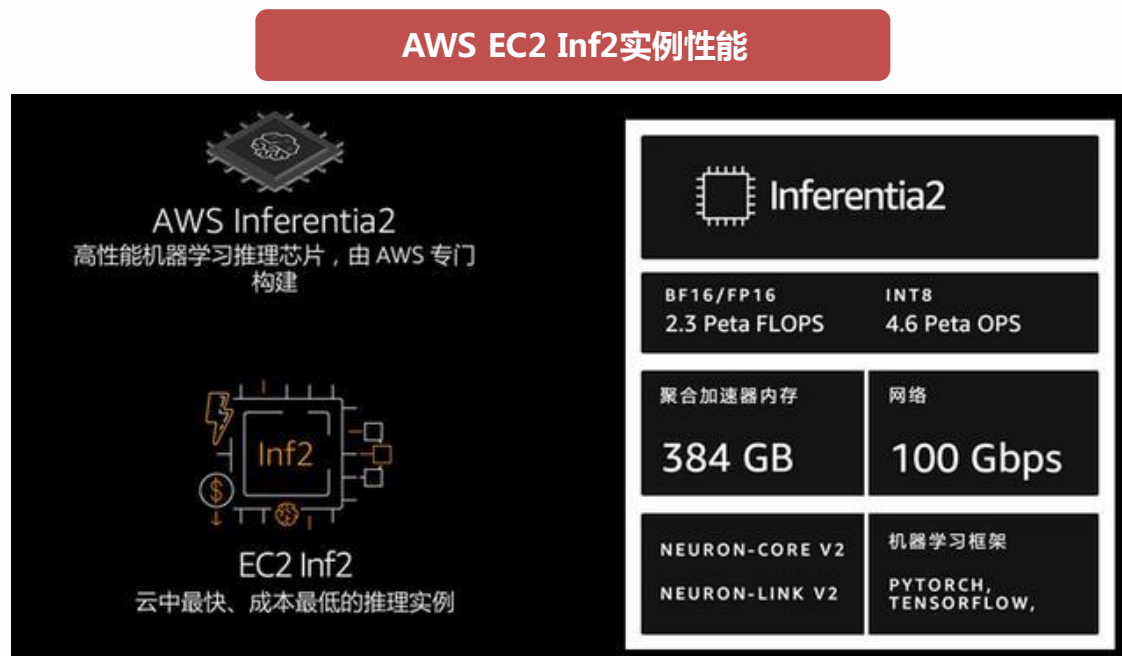 AWS EC2 Inf2实例性能
AWS Inferentia2
高性能机器学习推理芯片，由 AWS 专门
构建
Inf2
$
EC2 Inf2
云中最快、成本最低的推理实例
Inferentia2
BF16/FP16
2.3 Peta FLOPS
INT8
4.6 Peta OPS
聚合加速器内存
384 GB
网络
100 Gbps
NEURON-CORE V2
NEURON-LINK V2
机器学习框架
PYTORCH,
TENSORFLOW,